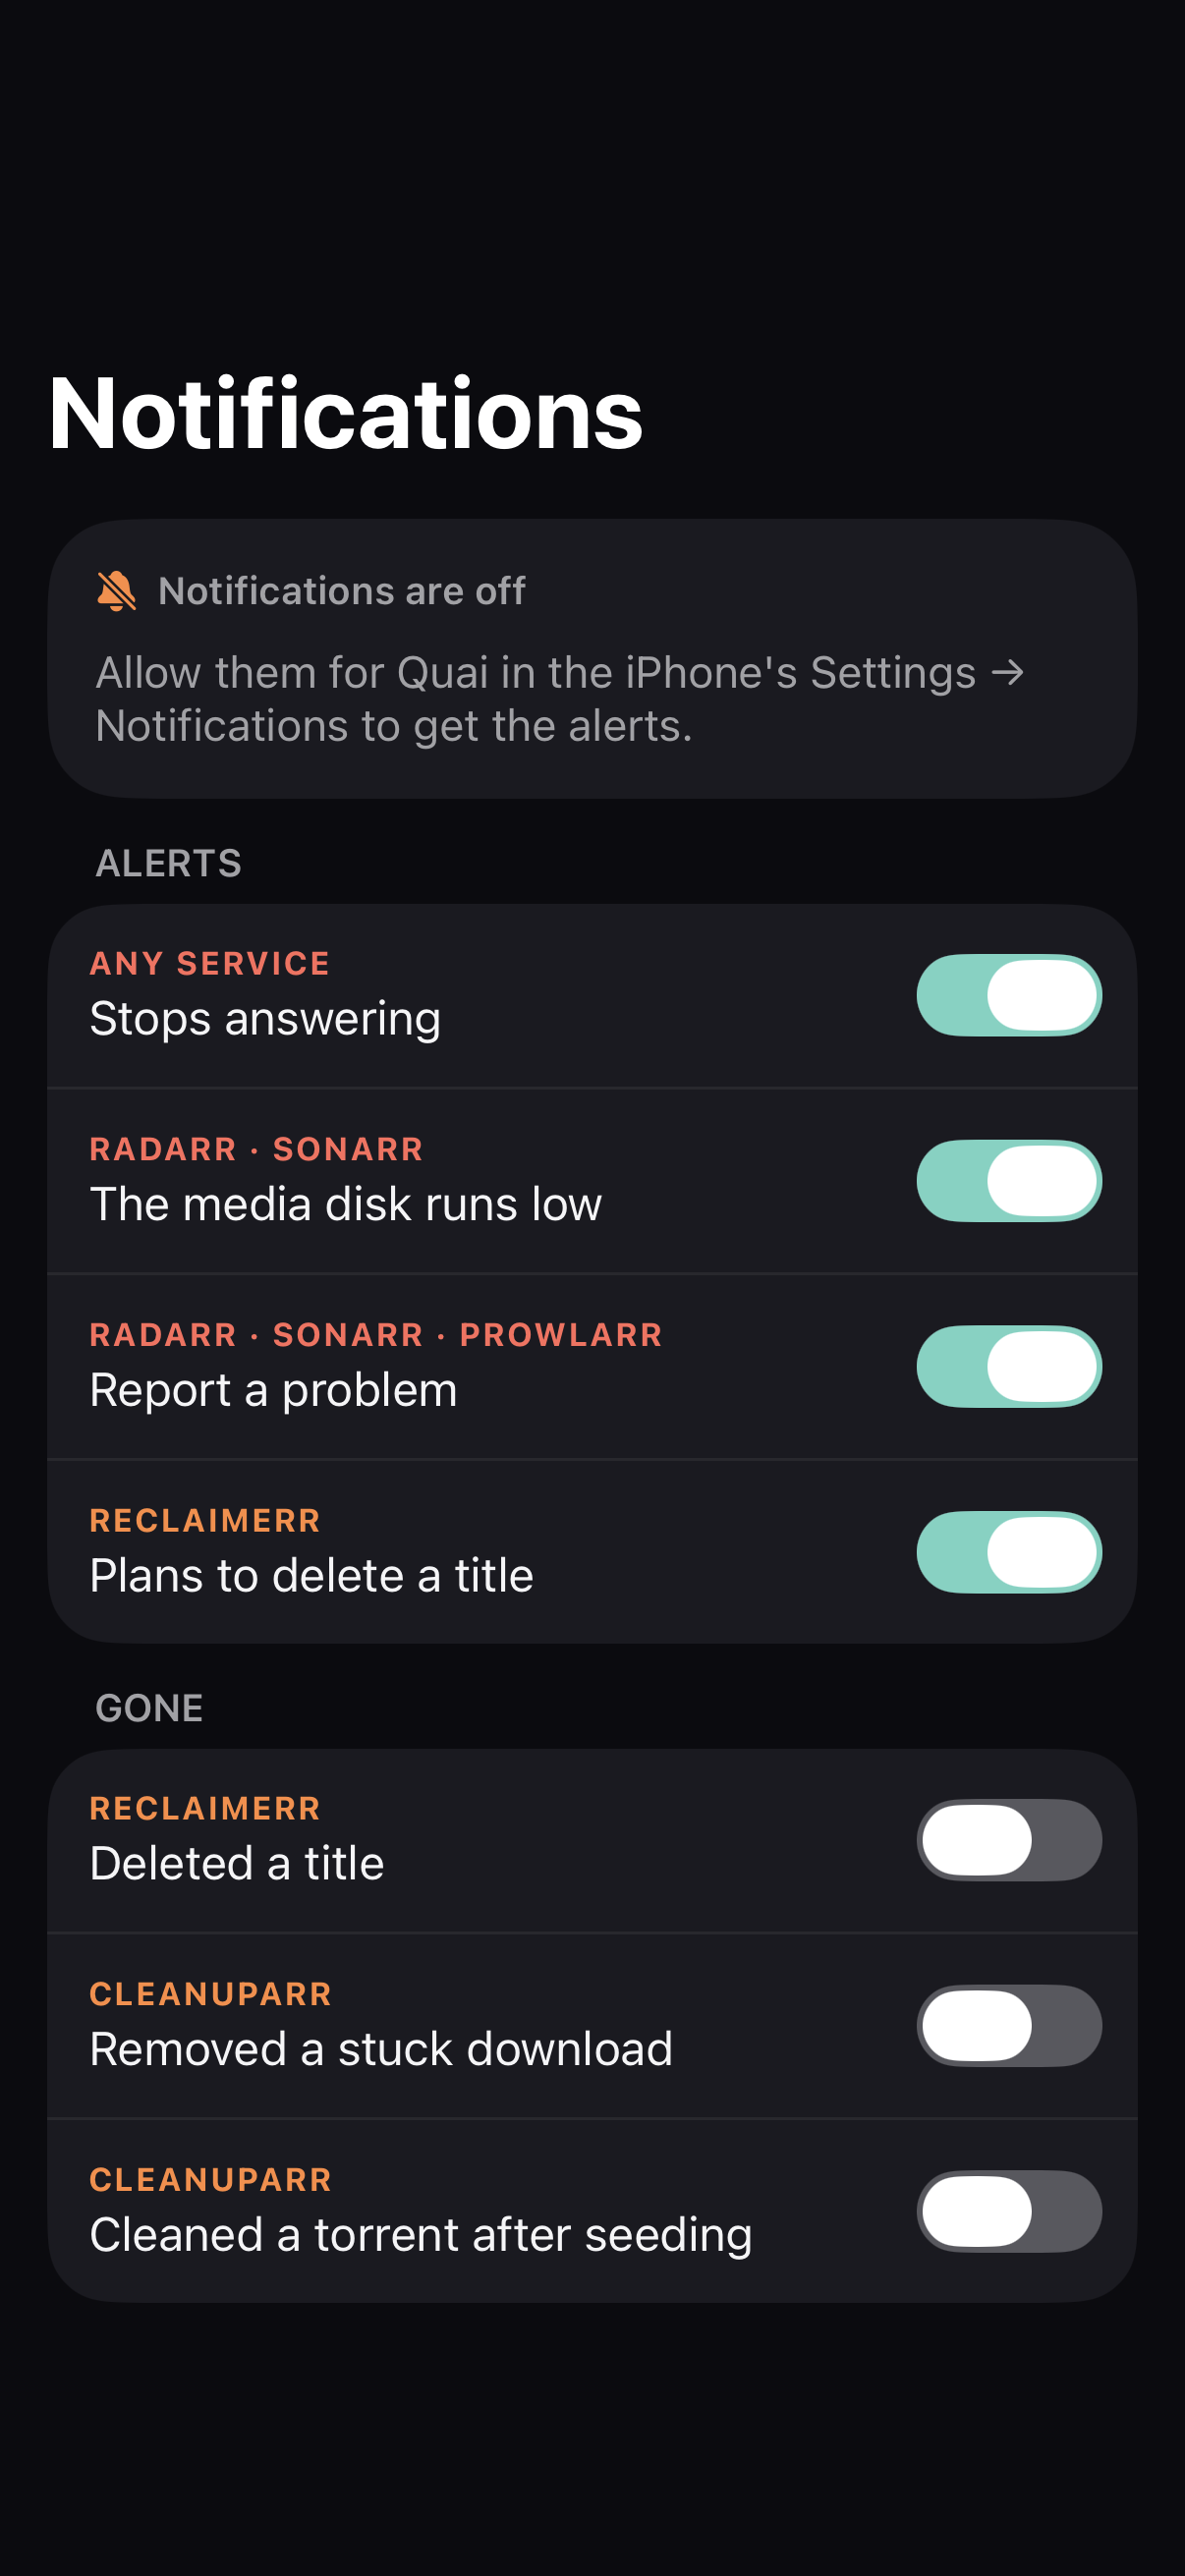 Notifications
Notifications are off
Allow them for Quai in the iPhone's Settings →
Notifications to get the alerts.
ALERTS
ANY SERVICE
Stops answering
RADARR · SONARR
The media disk runs low
RADARR · SONARR · PROWLARR
Report a problem
RECLAIMERR
Plans to delete a title
GONE
RECLAIMERR
Deleted a title
CLEANUPARR
Removed a stuck download
CLEANUPARR
Cleaned a torrent after seeding